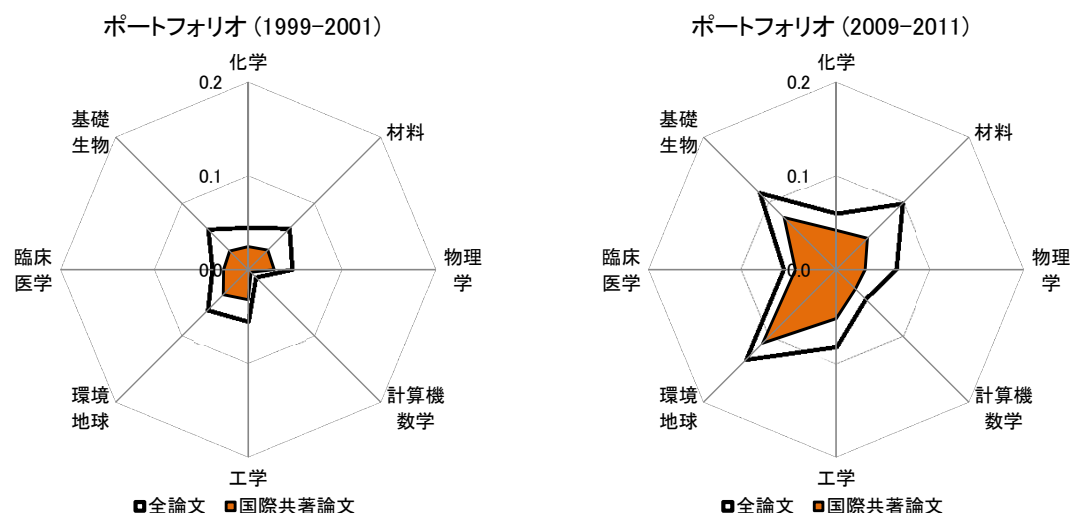 ポートフォリオ (1999-2001)
化学
0.2
基礎
生物
材料
0.1
臨床
医学
0.0
物理
学
環境
地球
計算機
数学
工学
全論文 国際共著論文
ポートフォリオ (2009-2011)
化学
0.2
基礎
生物
材料
0.1
臨床
医学
0.0
物理
学
環境
地球
計算機
数学
工学
全論文 国際共著論文